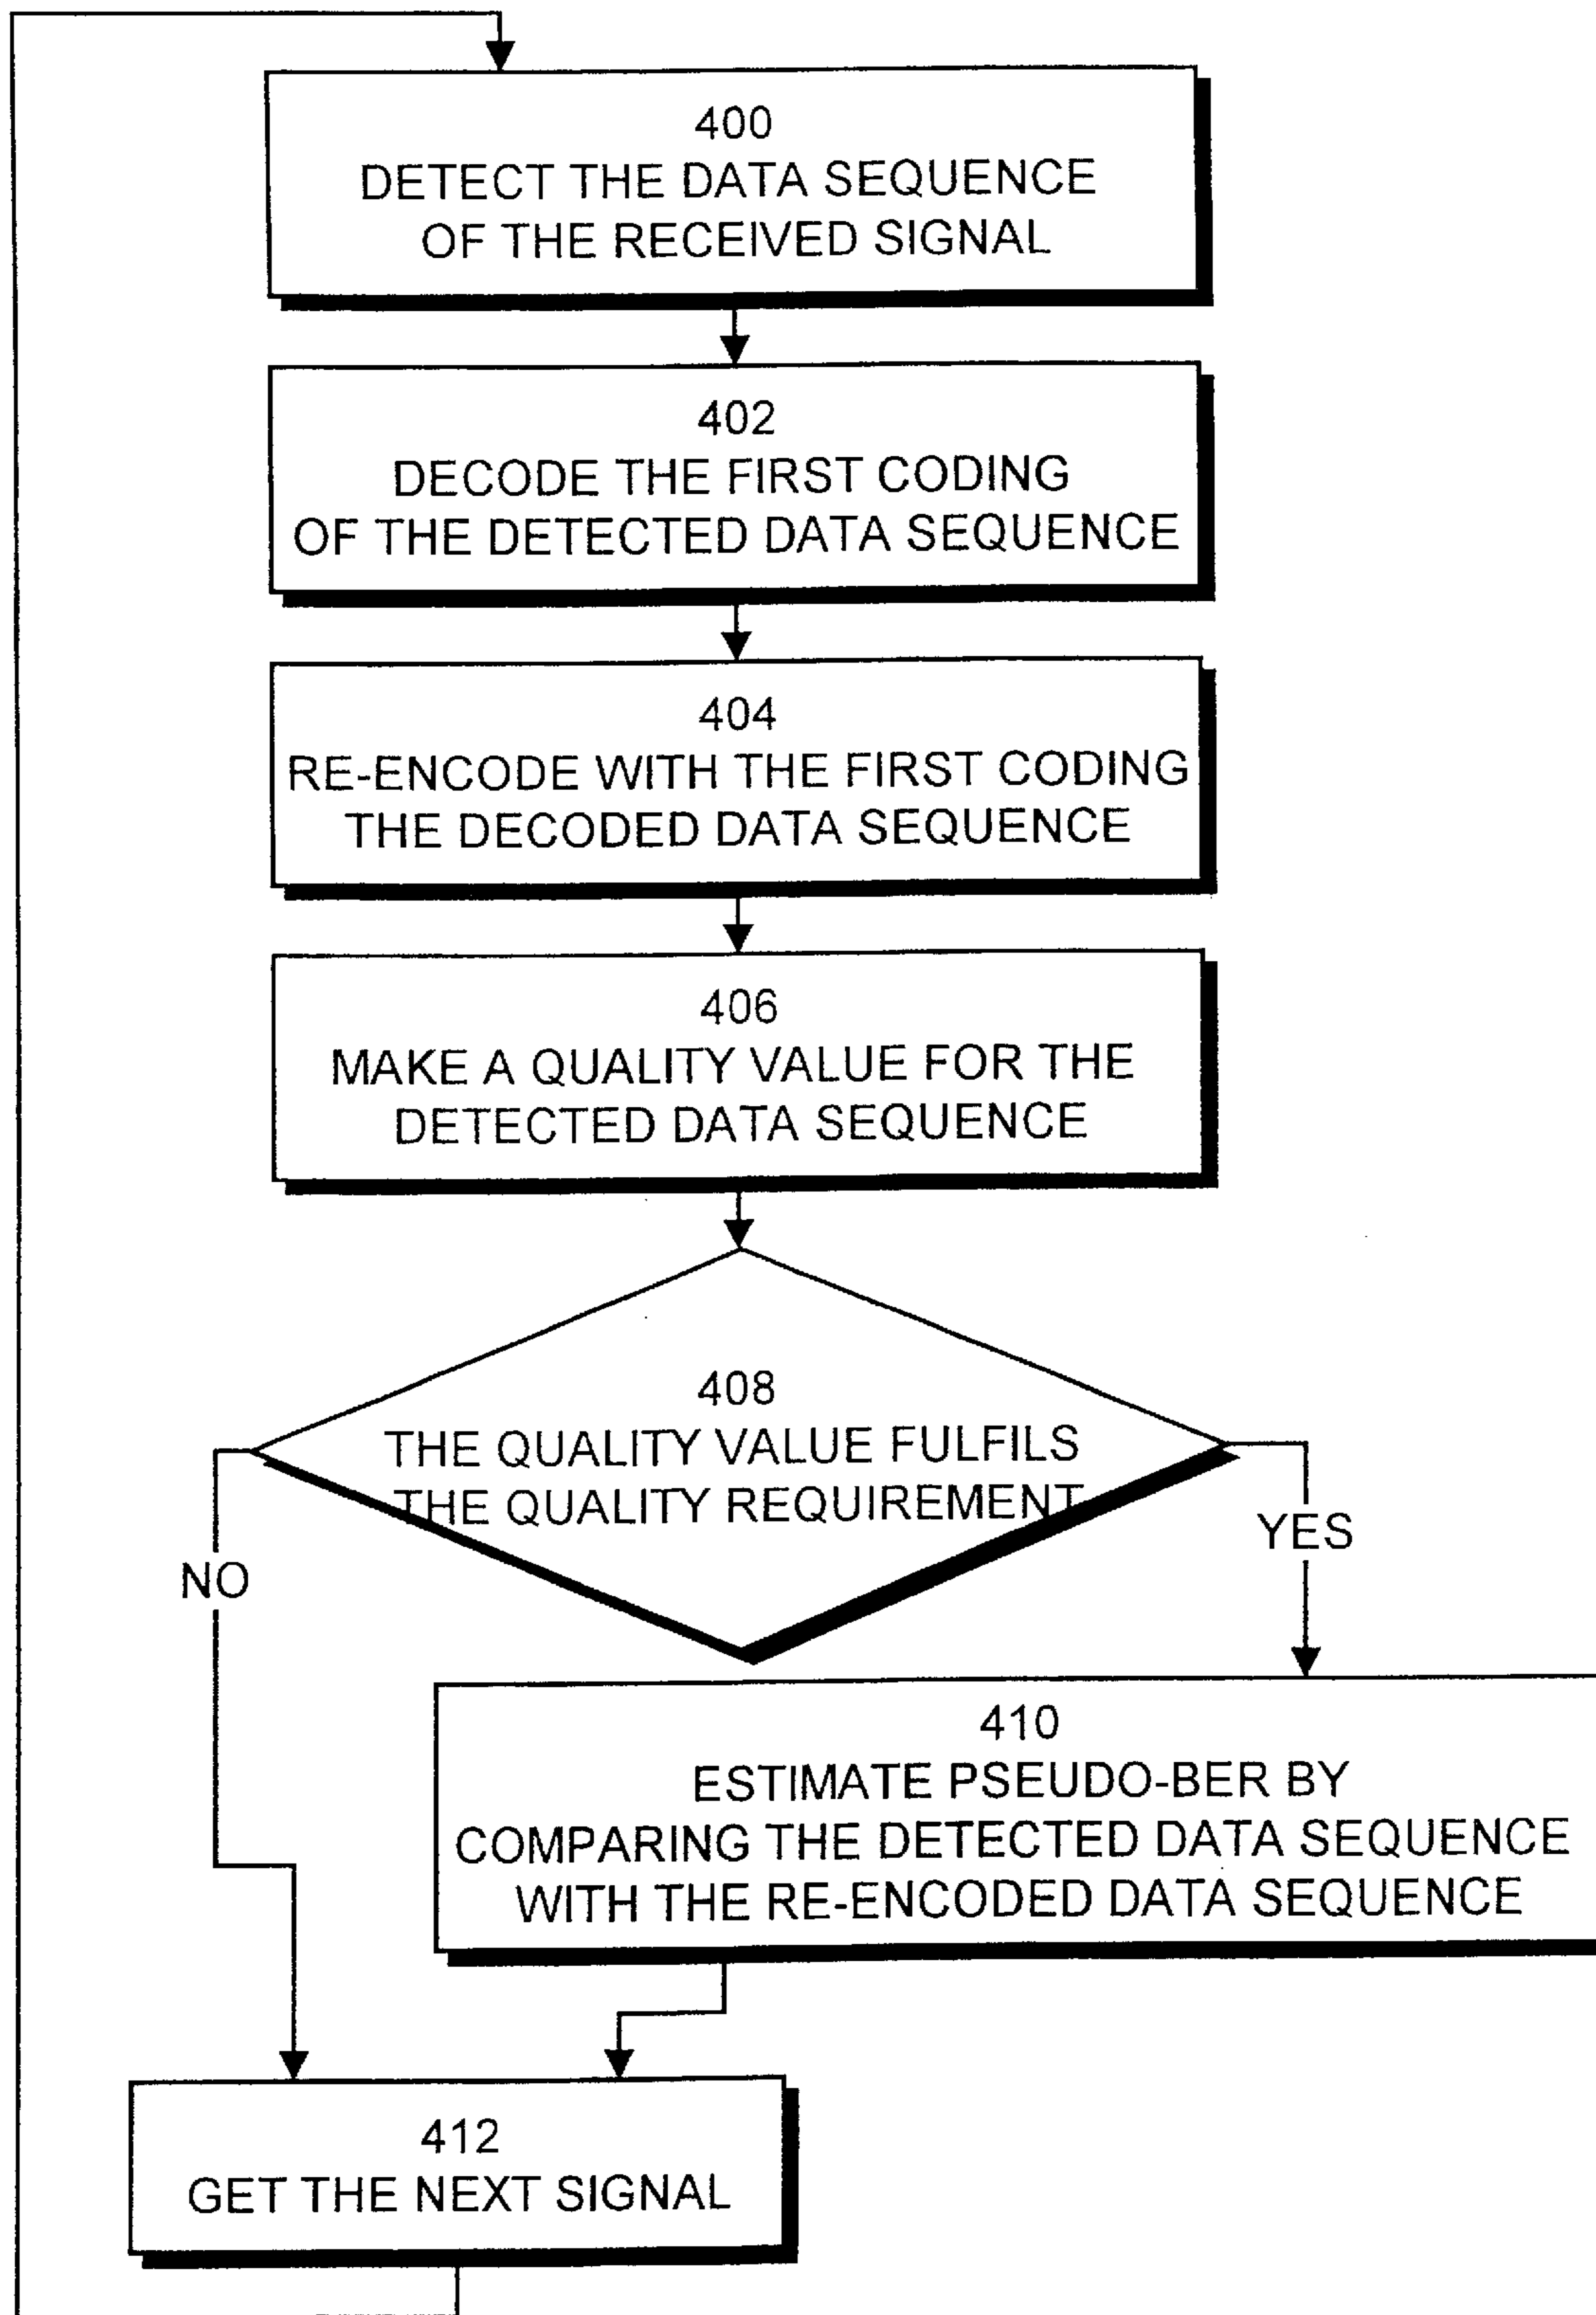 400
DETECT THE DATA SEQUENCE
OF THE RECEIVED SIGNAL
402
DECODE THE FIRST CODING
OF THE DETECTED DATA SEQUENCE
404
RE-ENCODE WITH THE FIRST CODING
THE DECODED DATA SEQUENCE
406
MAKE A QUALITY VALUE FOR THE
DETECTED DATA SEQUENCE
408
THE QUALITY VALUE FULFILS
THE QUALITY REQUIREMENT
YES
NO
410
ESTIMATE PSEUDO-BER BY
COMPARING THE DETECTED DATA SEQUENCE
WITH THE RE-ENCODED DATA SEQUENCE
412
GET THE NEXT SIGNAL